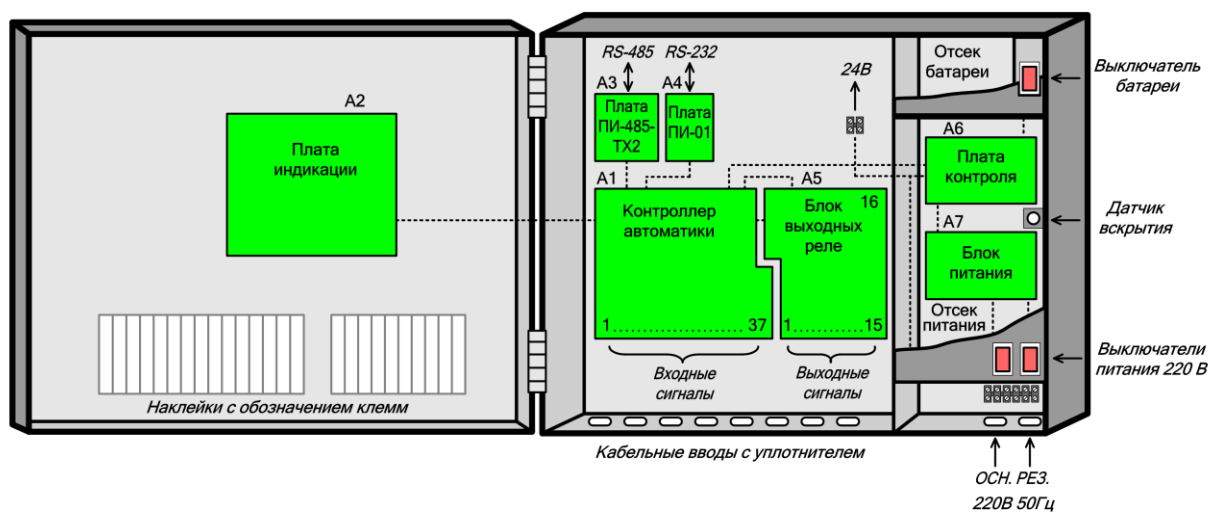 A2
Плата
индикации
Наклейки с обозначением клемм
RS-485
RS-232
A3
A4
Плата
ПИ-485-
ТХ2
Плата
ПИ-01
24В
A1
Контроллер
автоматики
1
37
A5
16
Блок
выходных
реле
1
15
Входные
сигналы
Выходные
сигналы
Отсек
батареи
A6
Плата
контроля
A7
Блок
питания
Отсек
питания
Выключатель
батареи
Датчик
вскрытия
Выключатели
питания 220 В
Кабельные вводы с уплотнителем
ОСН. РЕЗ.
220В 50Гц